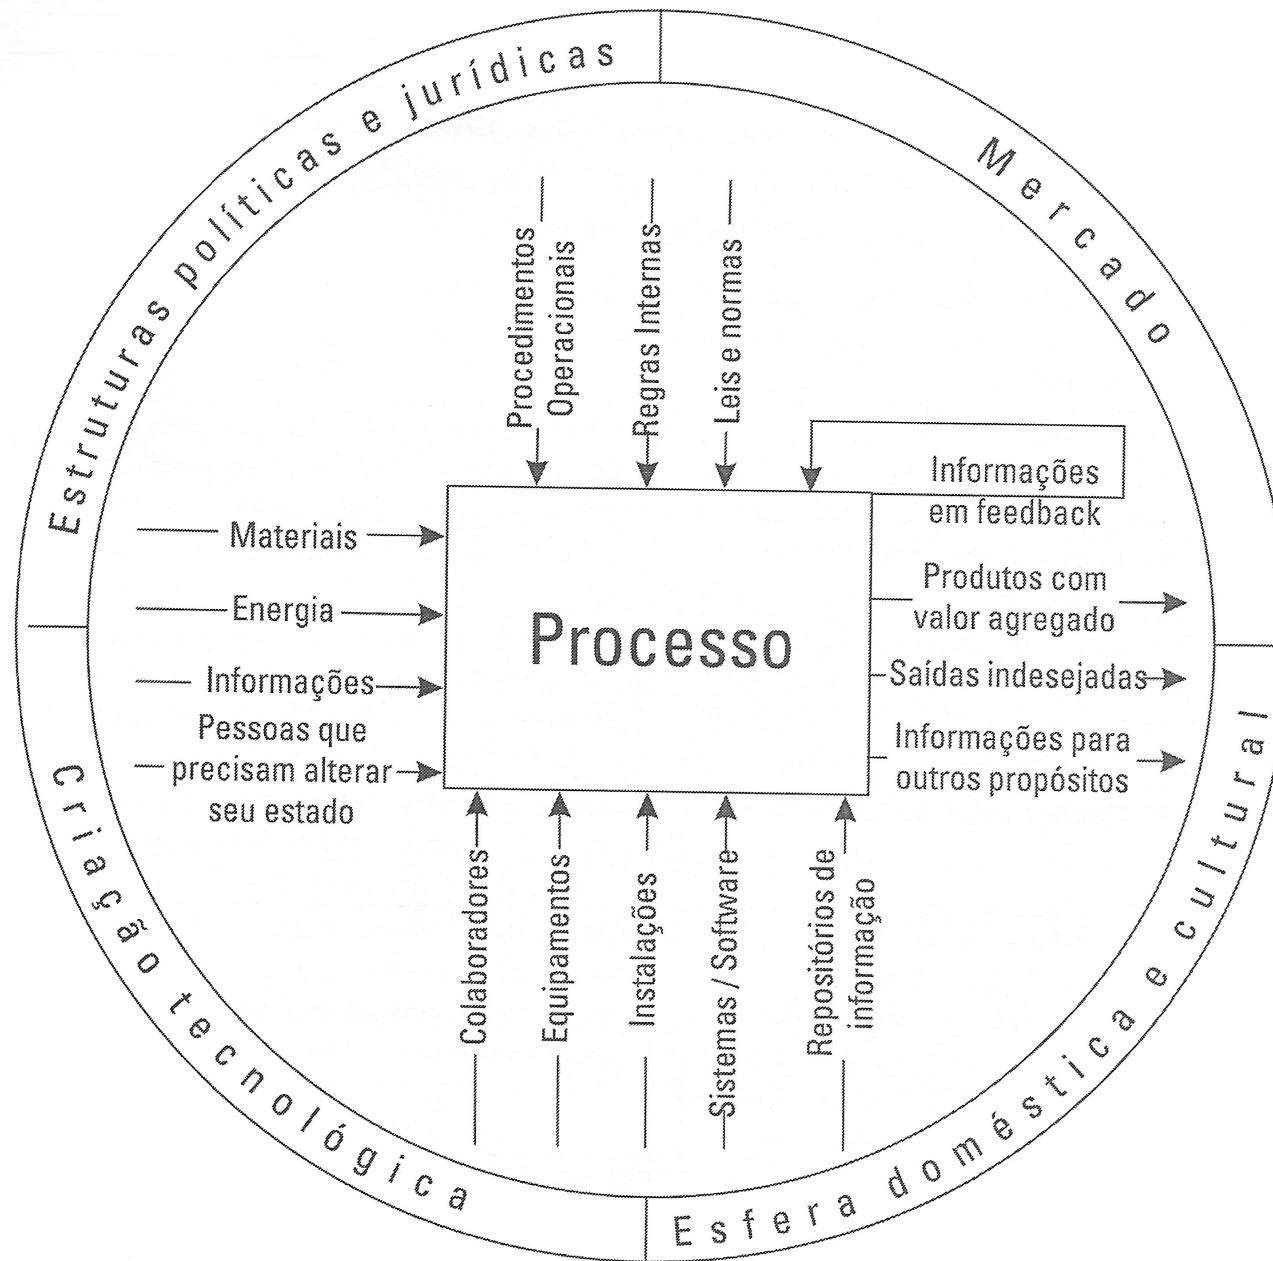 Estruturas políticas e jurídicas
Mercado
Procedimentos
Operacionais
Regras Internas
Leis e normas
Informações
em feedback
Materiais
Energia
Informações
Pessoas que
precisam alterar
seu estado
Processo
Produtos com
valor agregado
Saídas indesejadas
Informações para
outros propósitos
Colaboradores
Equipamentos
Instalações
Sistemas / Software
Repositórios de
informação
Criação tecnológica
Esfera doméstica e cultural